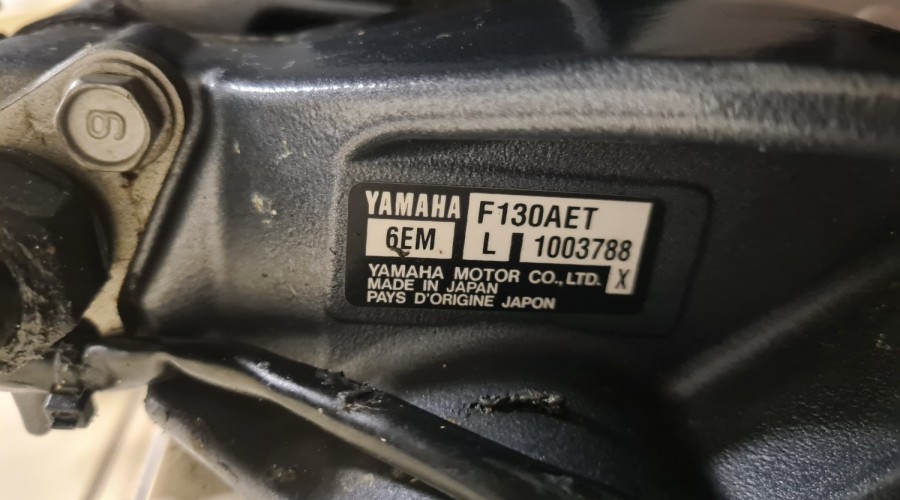 9
YAMAHA F130AET
6EM L 1003788
YAMAHA MOTOR CO., LTD. X
MADE IN JAPAN
PAYS D'ORIGINE JAPON